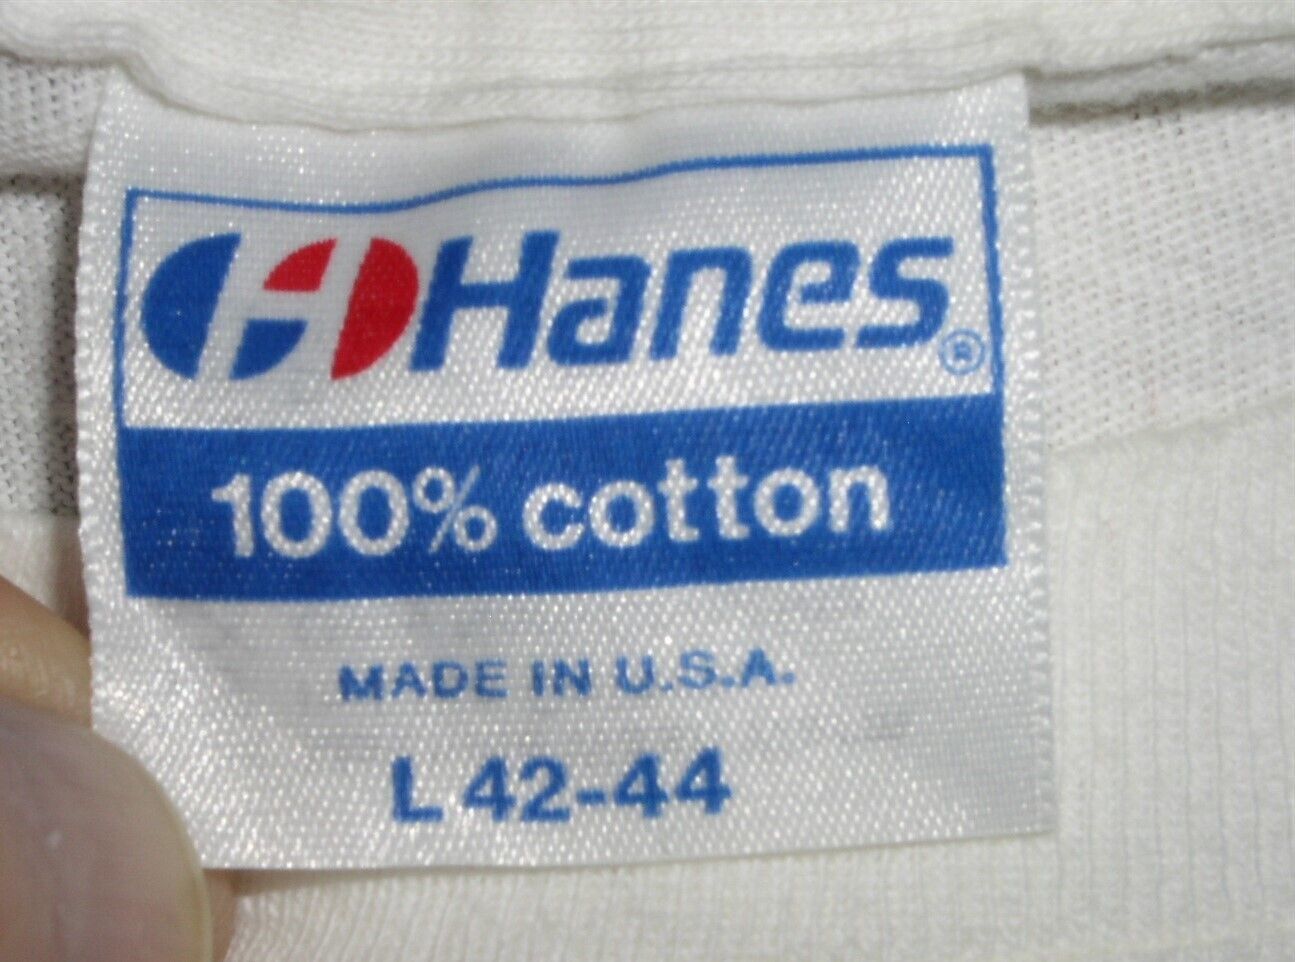 Hanes®
100% cotton
MADE IN U.S.A.
L 42-44